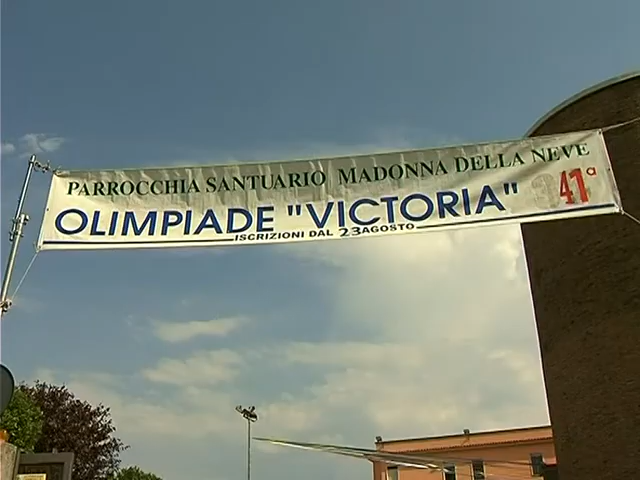 PARROCCHIA SANTUARIO MADONNA DELLA NEVE
OLIMPIADE "VICTORIA" 41ª
ISCRIZIONI DAL 23 AGOSTO